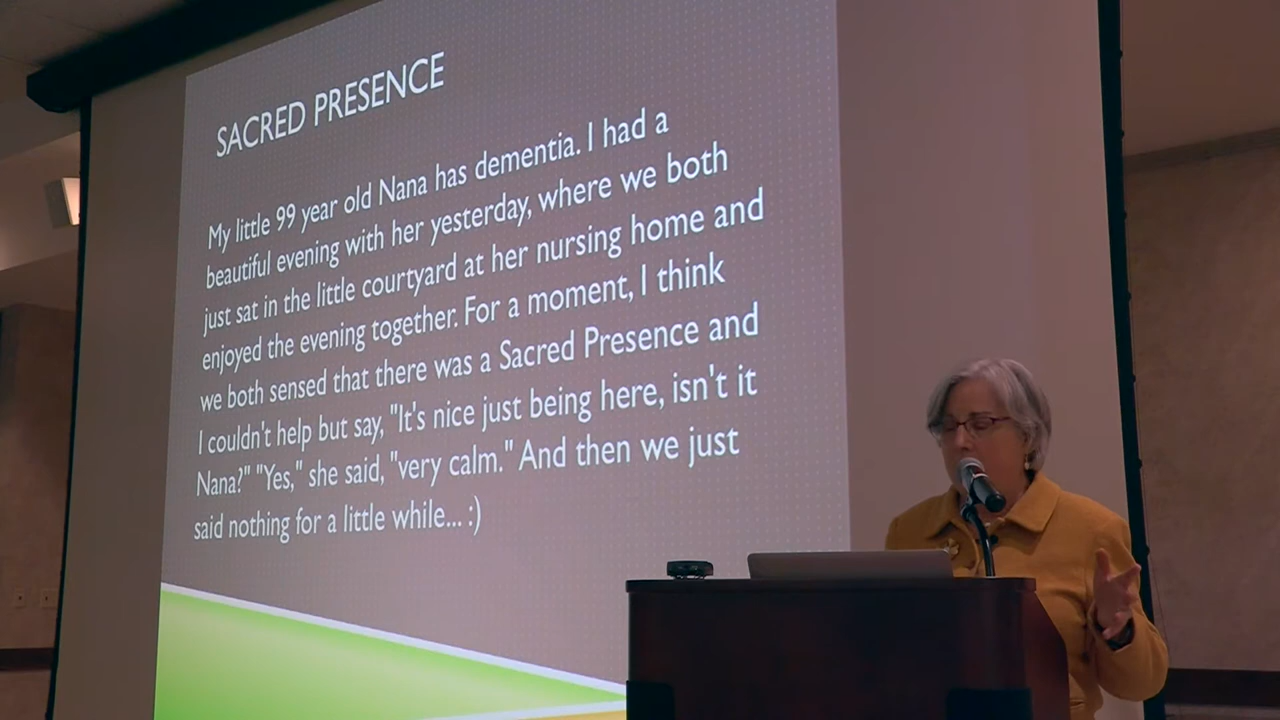 SACRED PRESENCE
My little 99 year old Nana has dementia. I had a
beautiful evening with her yesterday, where we both
just sat in the little courtyard at her nursing home and
enjoyed the evening together. For a moment, I think
we both sensed that there was a Sacred Presence and
I couldn't help but say, "It's nice just being here, isn't it
Nana?" "Yes," she said, "very calm." And then we just
said nothing for a little while... :)